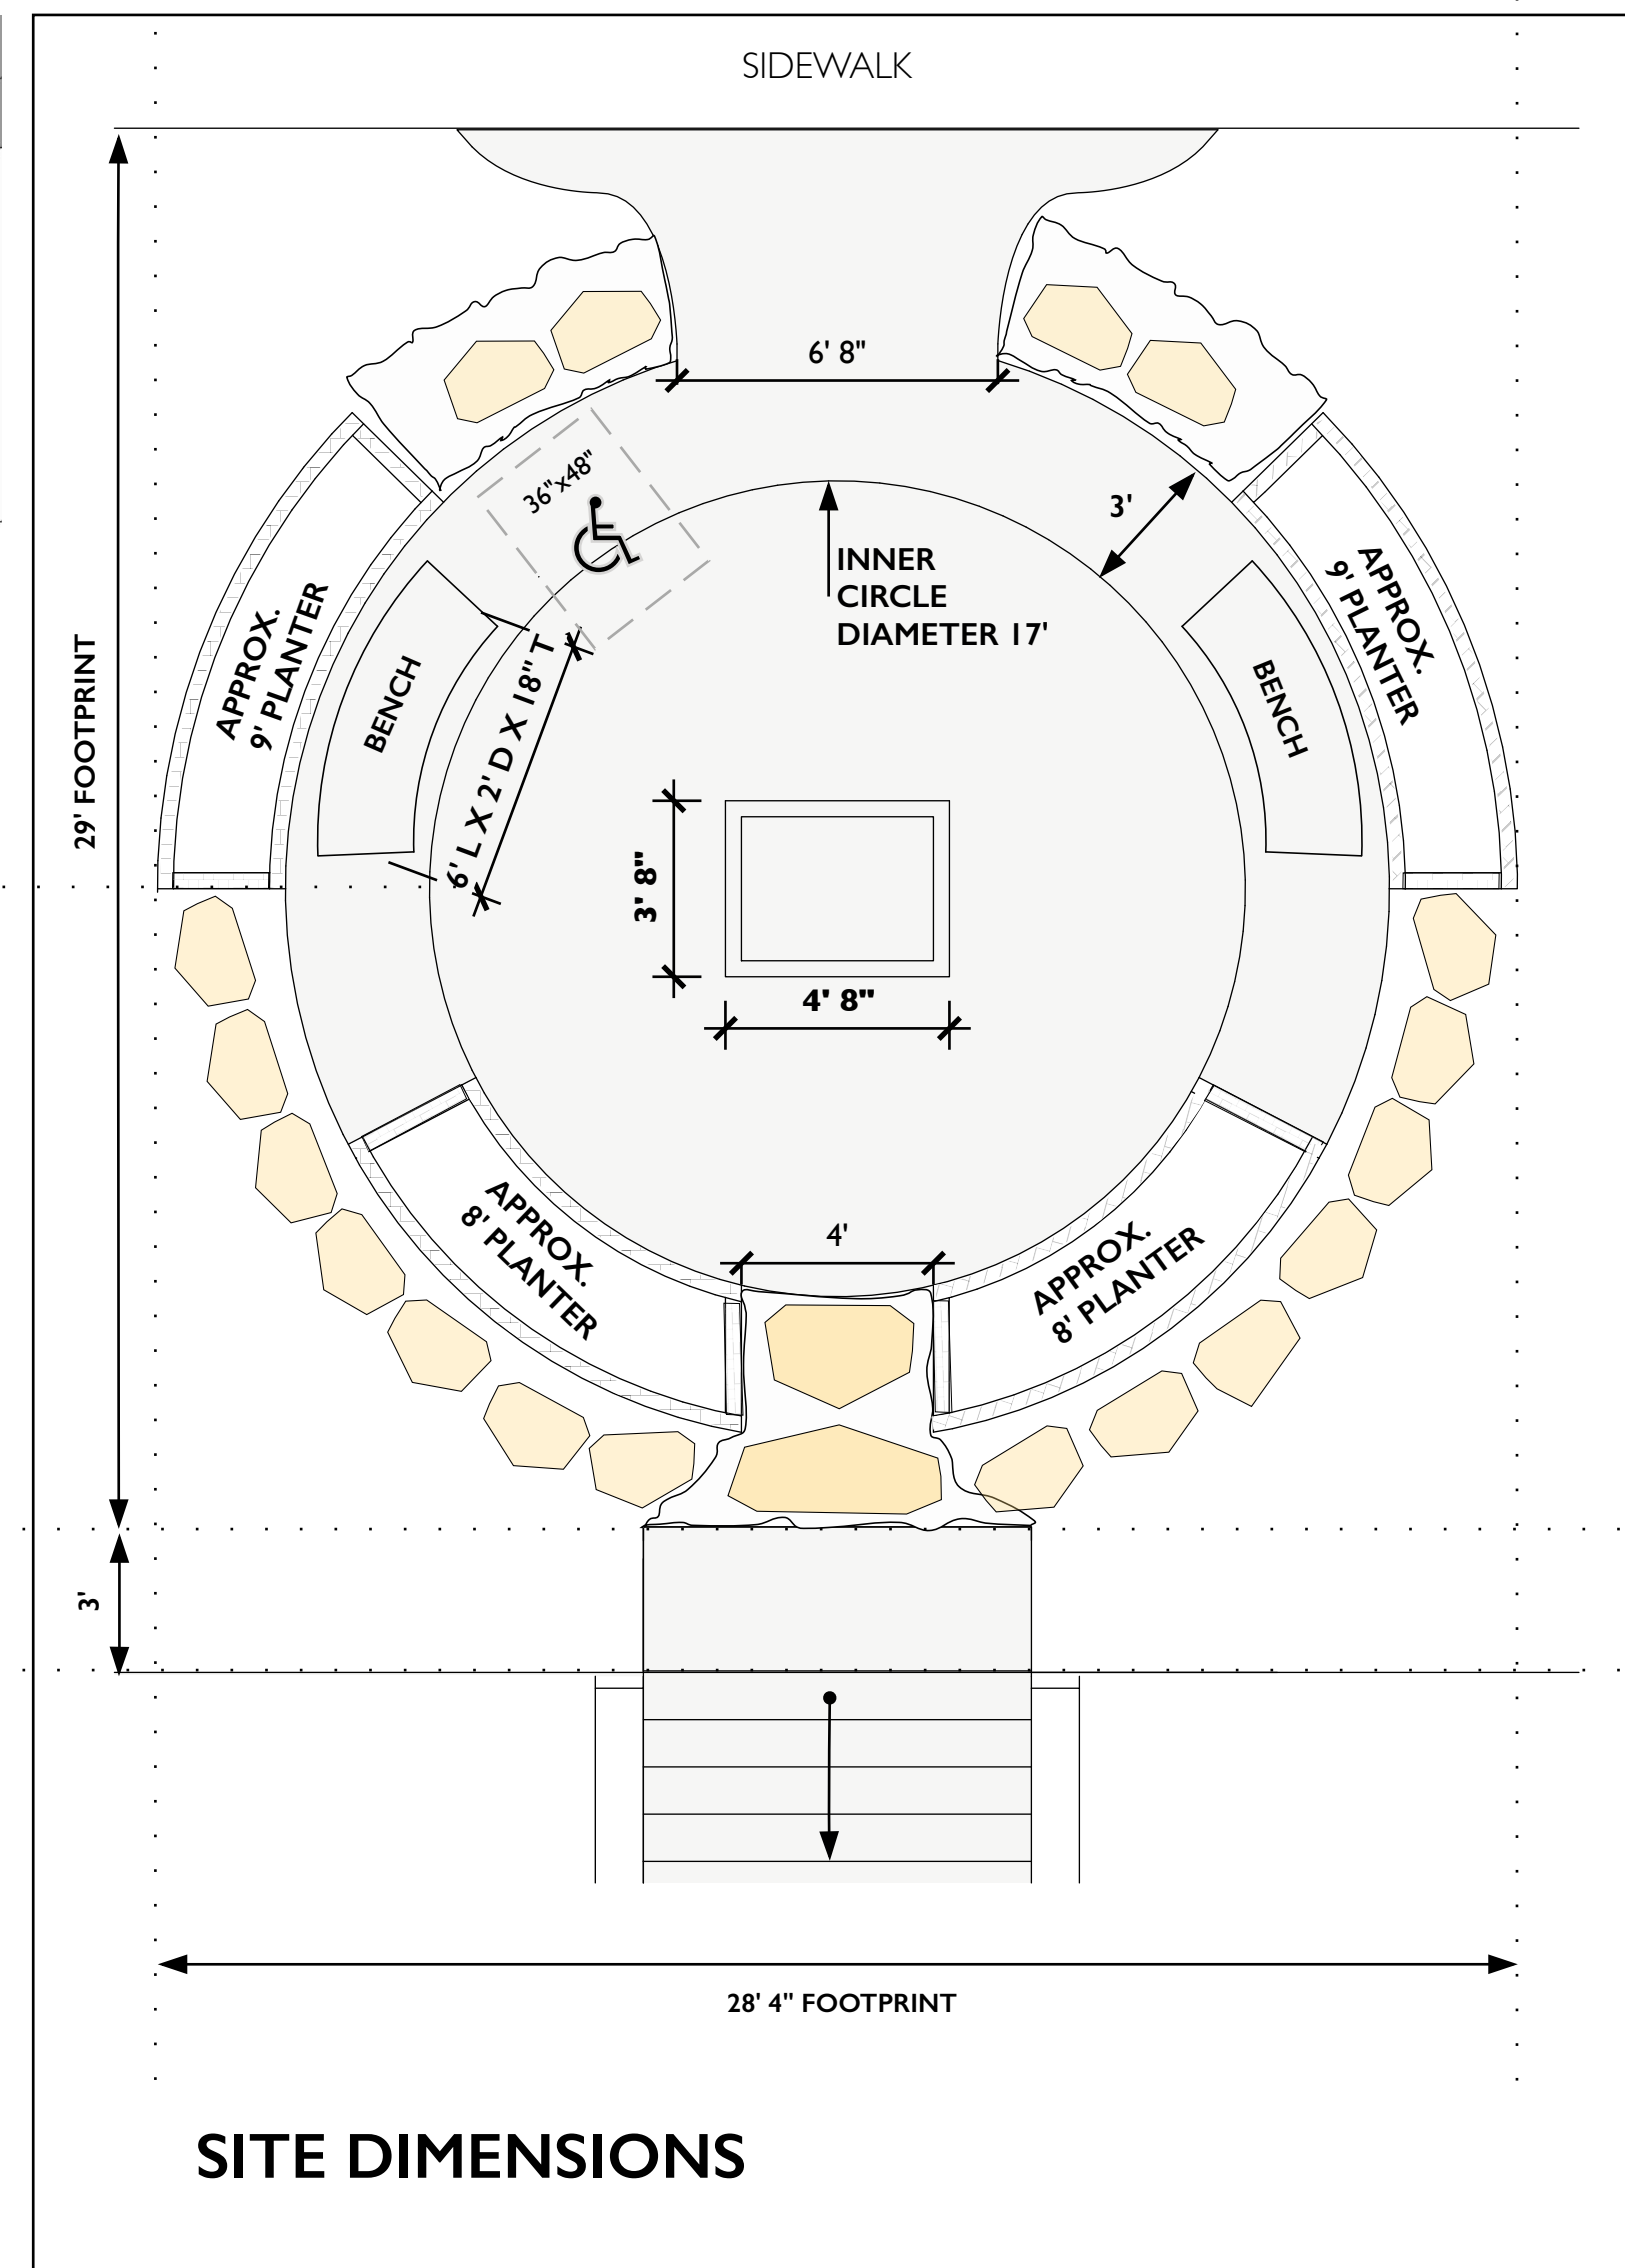 SIDEWALK
6' 8"
36"x48"
3'
INNER
CIRCLE
DIAMETER 17'
APPROX.
9' PLANTER
BENCH
6' L X 2' D X 18" T
BENCH
APPROX.
9' PLANTER
29' FOOTPRINT
3' 8"
4' 8"
APPROX.
8' PLANTER
4'
APPROX.
8' PLANTER
3'
28' 4" FOOTPRINT
SITE DIMENSIONS